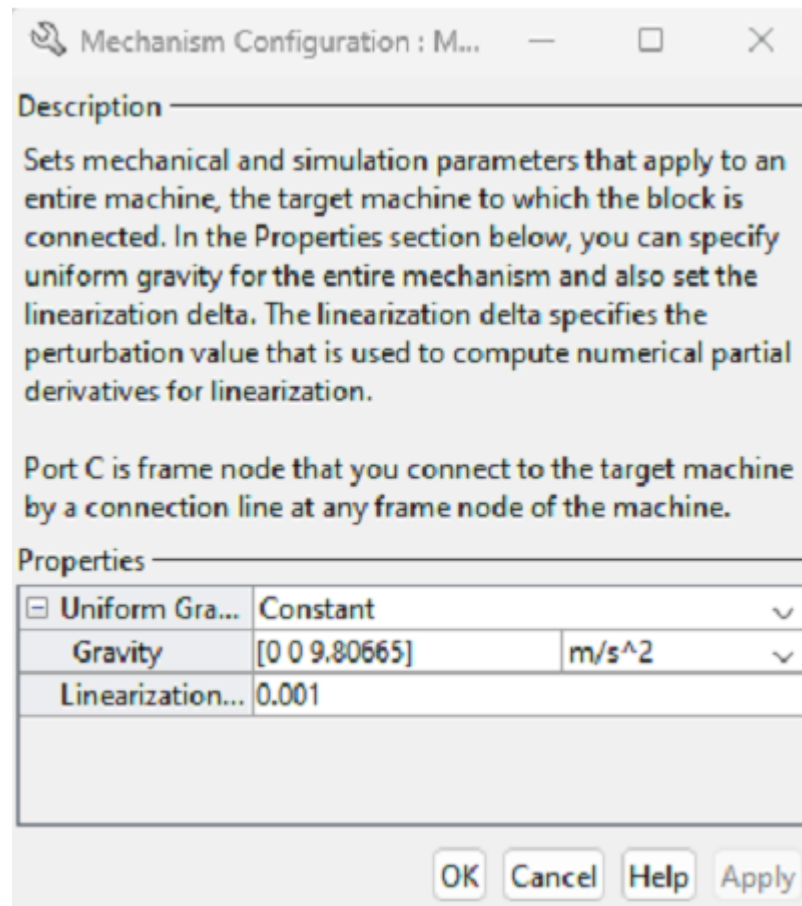 Mechanism Configuration : M...
Description
Sets mechanical and simulation parameters that apply to an
entire machine, the target machine to which the block is
connected. In the Properties section below, you can specify
uniform gravity for the entire mechanism and also set the
linearization delta. The linearization delta specifies the
perturbation value that is used to compute numerical partial
derivatives for linearization.
Port C is frame node that you connect to the target machine
by a connection line at any frame node of the machine.
Properties
Uniform Gra... Constant
Gravity [0 0 9.80665] m/s^2
Linearization... 0.001
OK Cancel Help Apply